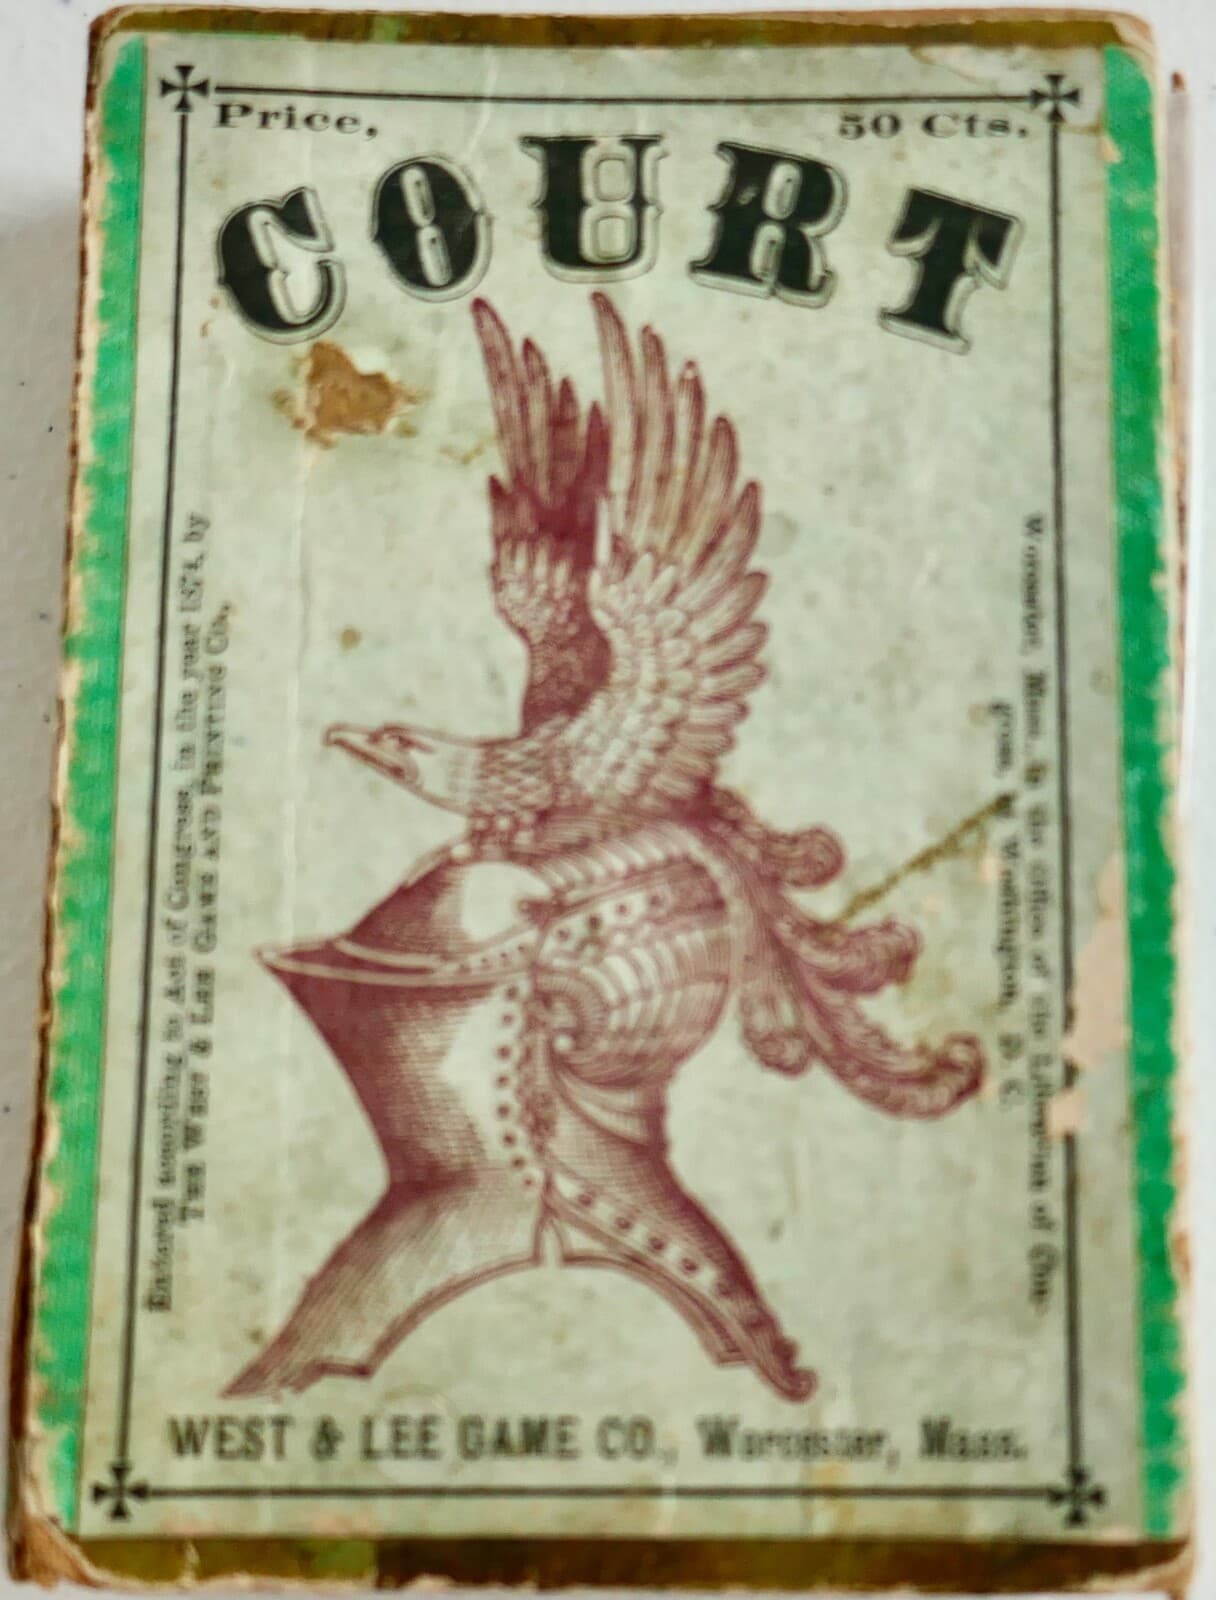 Price, 50 Cts.
COURT
Entered according to Act of Congress, in the year 1874, by
THE WEST & LEE GAME AND PRINTING CO.,
Worcester, Mass., in the office of the Librarian of Con-
gress, at Washington, D. C.
WEST & LEE GAME CO., Worcester, Mass.